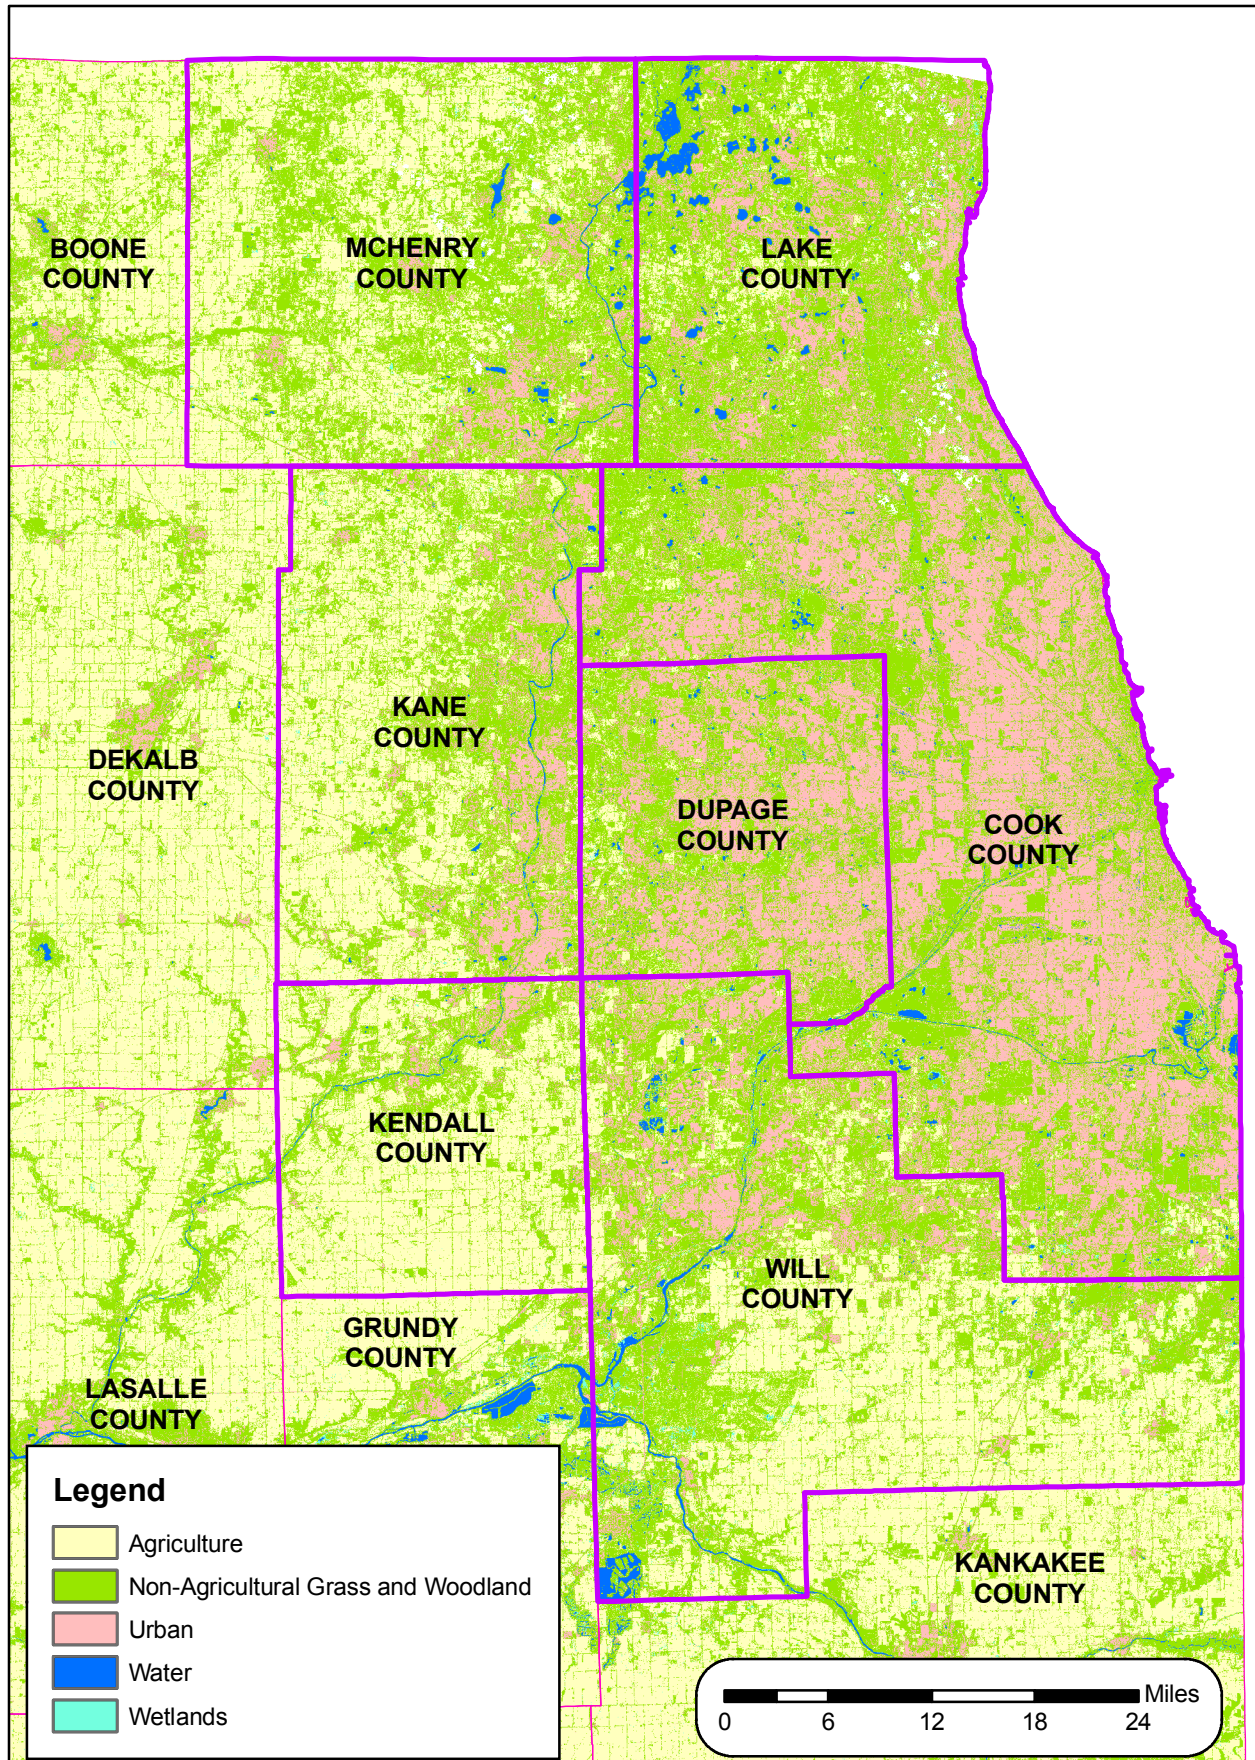 BOONE
COUNTY
MCHENRY
COUNTY
LAKE
COUNTY
KANE
COUNTY
DEKALB
COUNTY
DUPAGE
COUNTY
COOK
COUNTY
KENDALL
COUNTY
WILL
COUNTY
GRUNDY
COUNTY
LASALLE
COUNTY
KANKAKEE
COUNTY
Legend
Agriculture
Non-Agricultural Grass and Woodland
Urban
Water
Wetlands
Miles
0 6 12 18 24